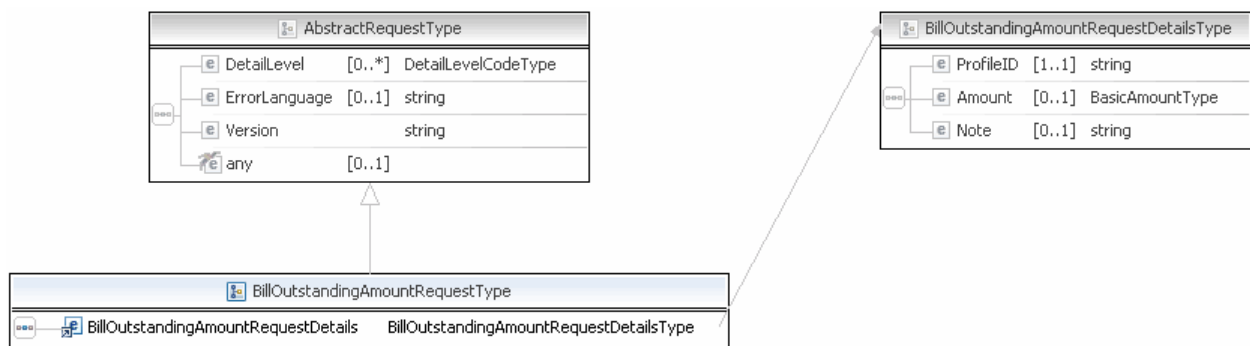 AbstractRequestType
DetailLevel [0..*] DetailLevelCodeType
ErrorLanguage [0..1] string
Version string
any [0..1]
BillOutstandingAmountRequestDetailsType
ProfileID [1..1] string
Amount [0..1] BasicAmountType
Note [0..1] string
BillOutstandingAmountRequestType
BillOutstandingAmountRequestDetails BillOutstandingAmountRequestDetailsType